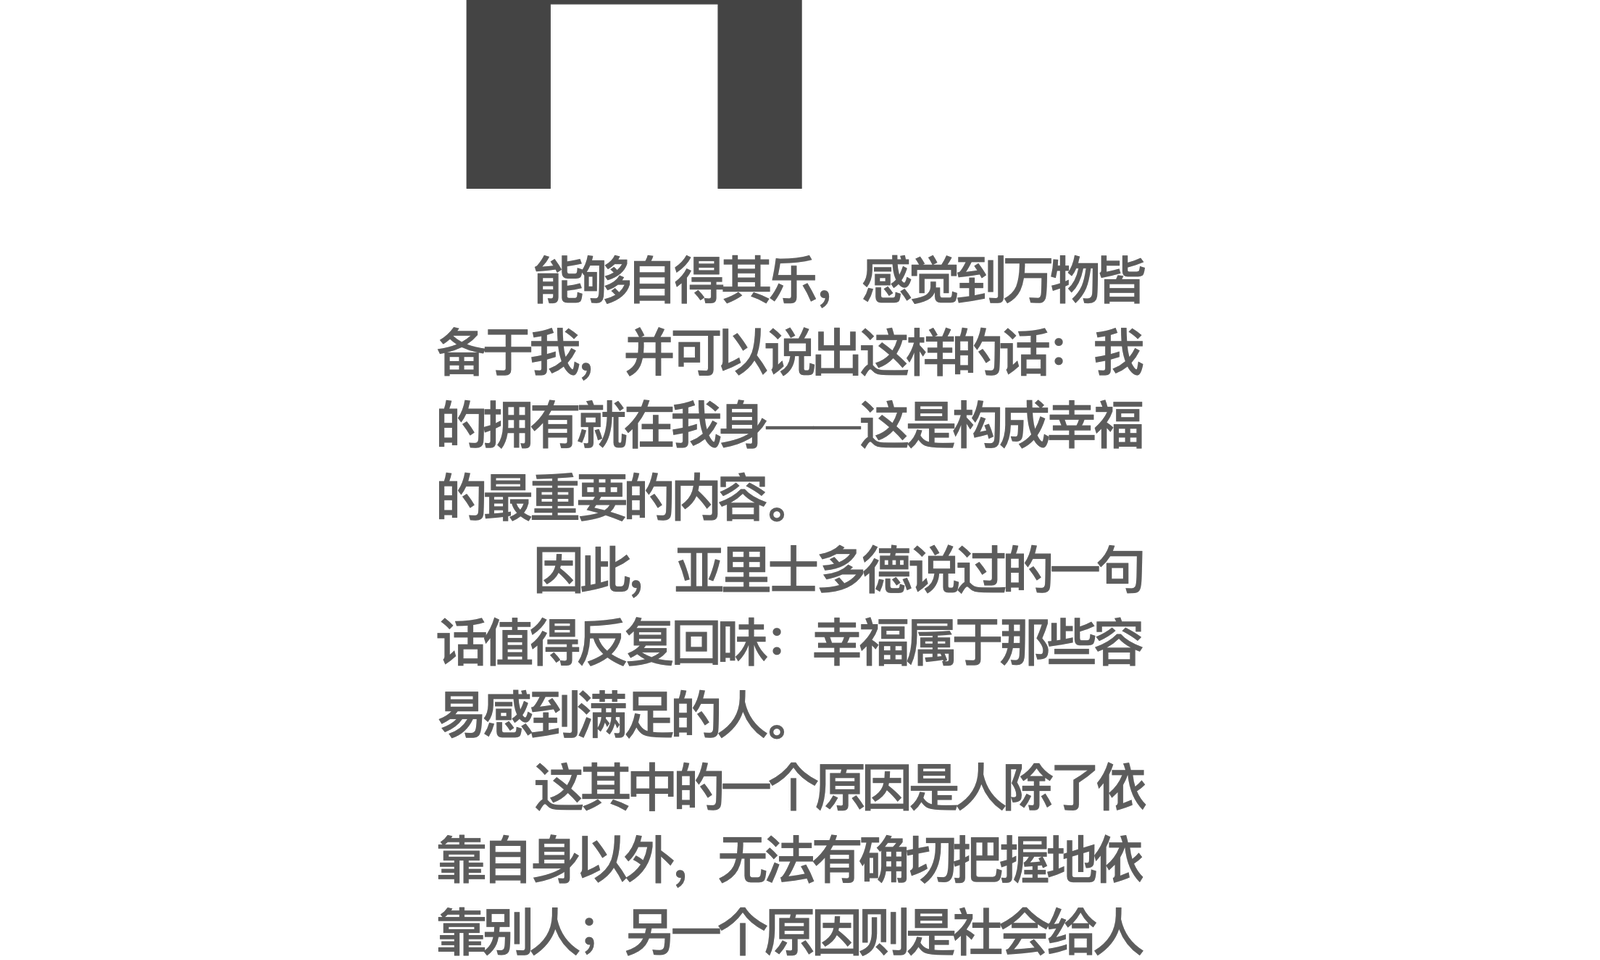 能够自得其乐，感觉到万物皆
备于我，并可以说出这样的话：我
的拥有就在我身——这是构成幸福
的最重要的内容。
因此，亚里士多德说过的一句
话值得反复回味：幸福属于那些容
易感到满足的人。
这其中的一个原因是人除了依
靠自身以外，无法有确切把握地依
靠别人；另一个原因则是社会给人